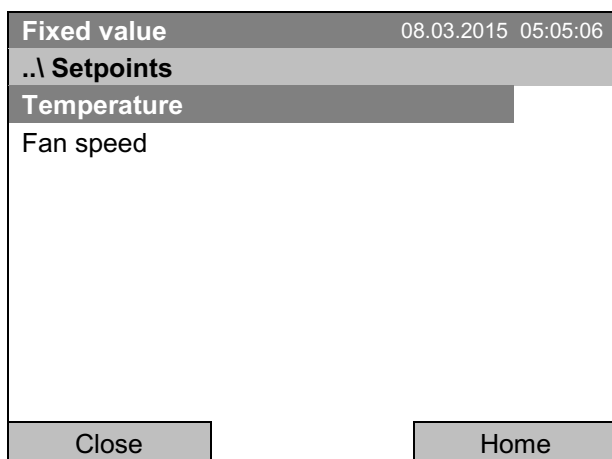 Fixed value 08.03.2015 05:05:06
..\ Setpoints
Temperature
Fan speed
Close Home